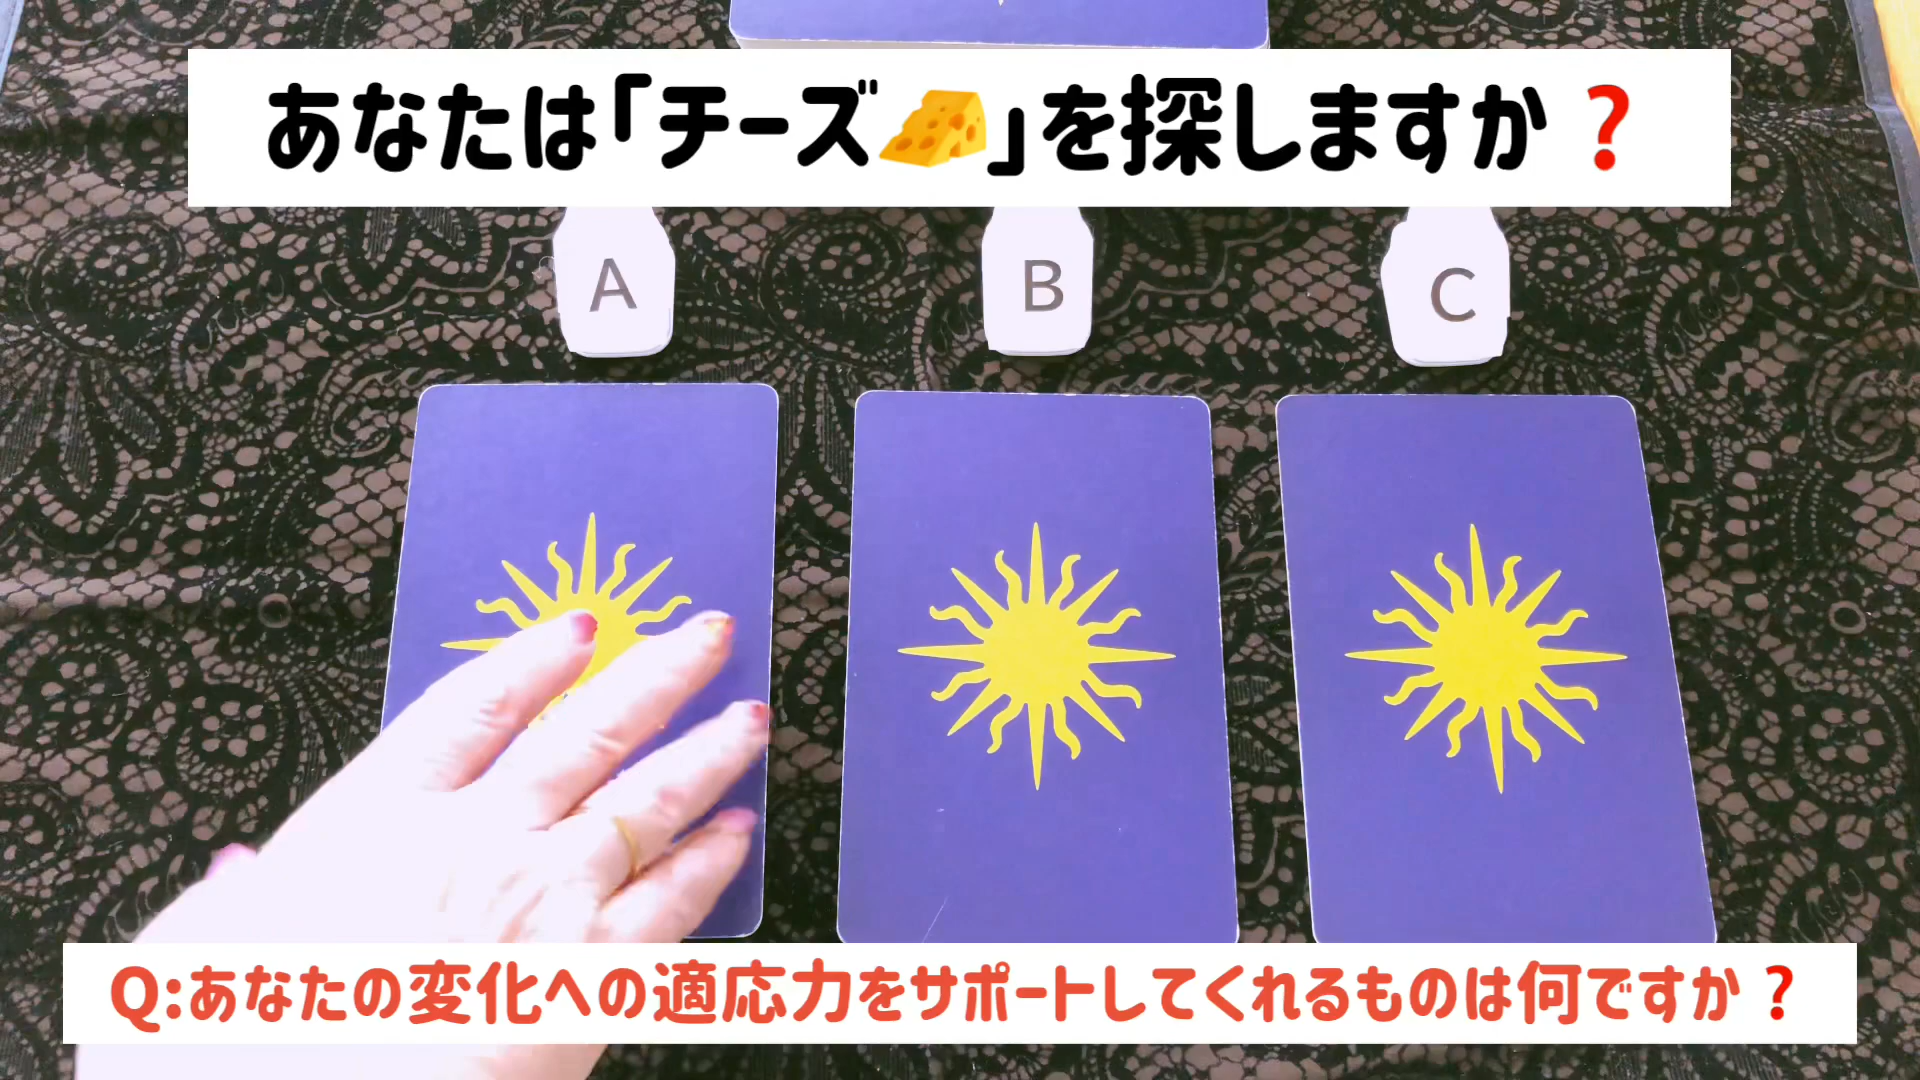 あなたは「チーズ🧀」を探しますか❓
A
B
C
Q:あなたの変化への適応力をサポートしてくれるものは何ですか❓